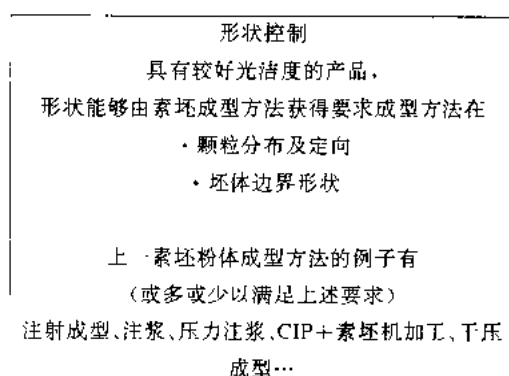 形状控制
具有较好光洁度的产品，
形状能够由素坯成型方法获得要求成型方法在
·颗粒分布及定向
·坯体边界形状
上一素坯粉体成型方法的例子有
（或多或少以满足上述要求）
注射成型、注浆、压力注浆、CIP+素坯机加工、干压
成型…